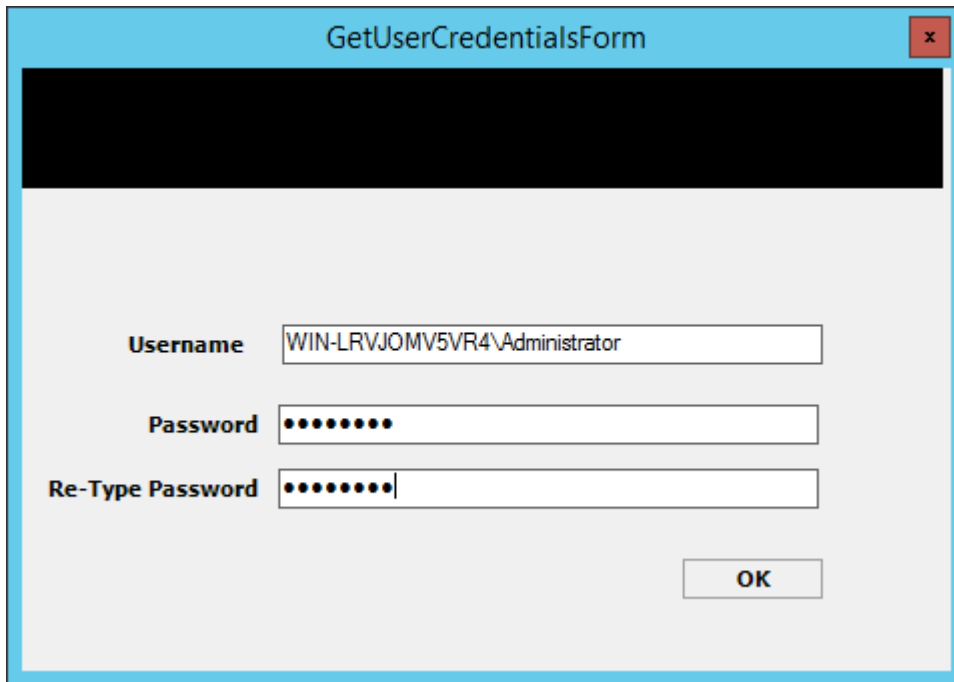 GetUserCredentialsForm
x
Username WIN-LRVJOMV5VR4\Administrator
Password ••••••••
Re-Type Password ••••••••
OK